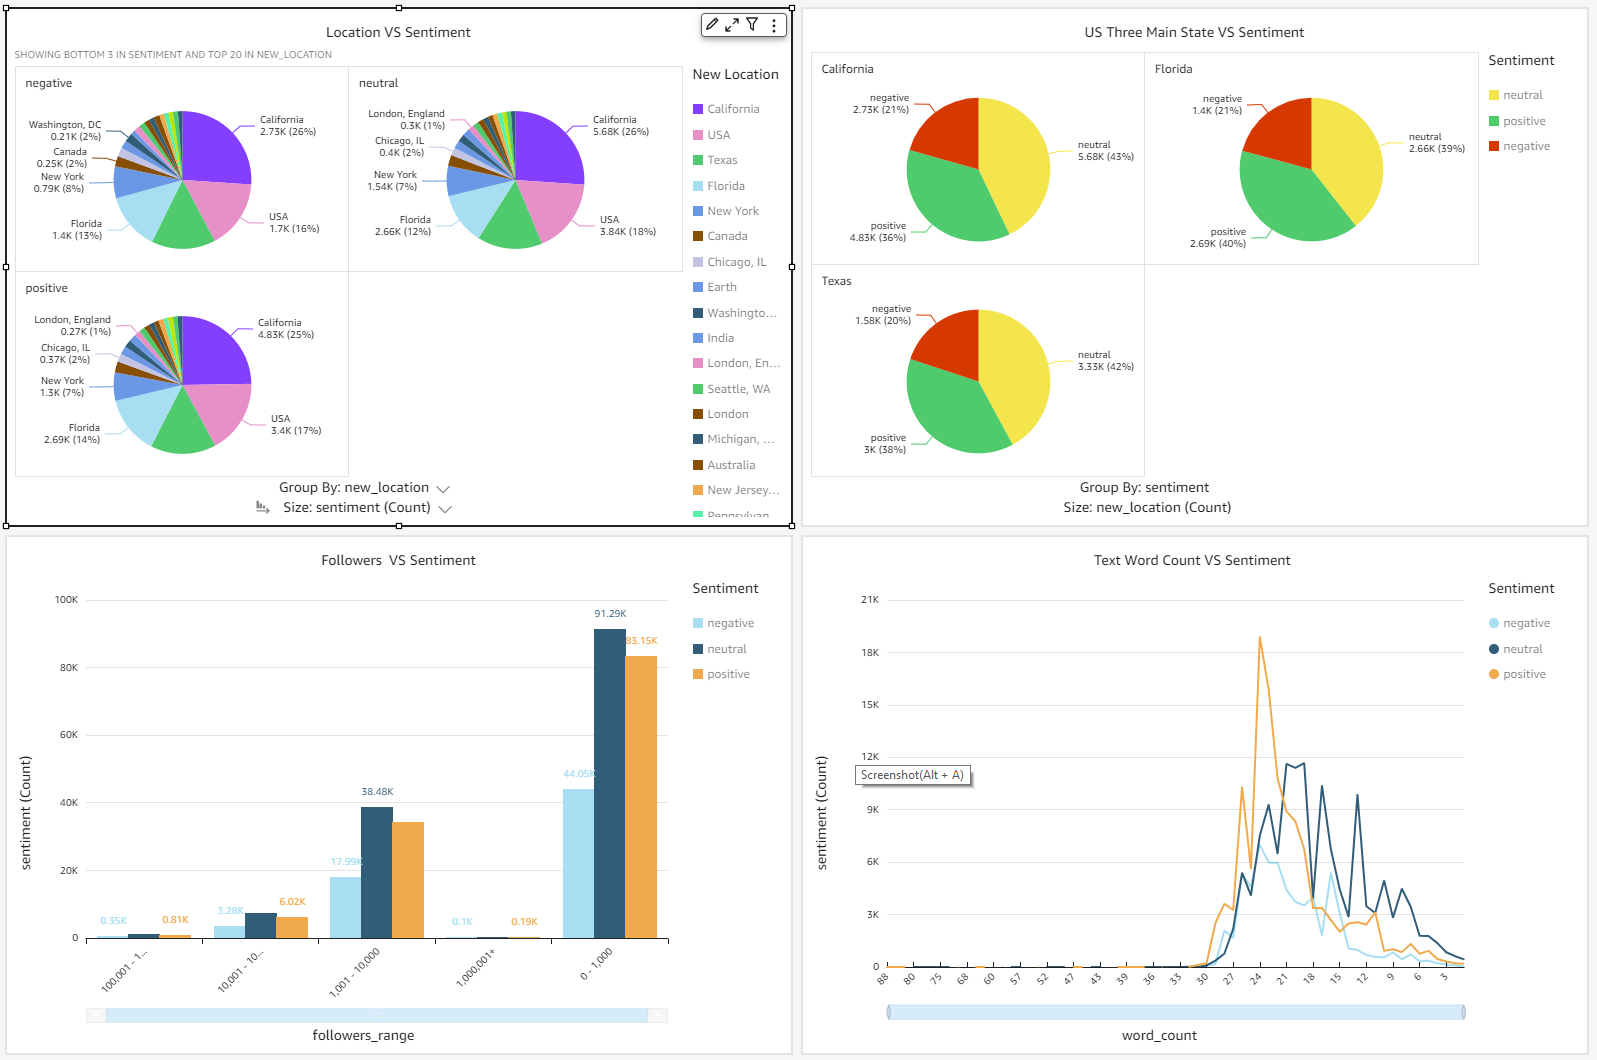 Location VS Sentiment
SHOWING BOTTOM 3 IN SENTIMENT AND TOP 20 IN NEW_LOCATION
negative
Washington, DC
0.21K (2%)
Canada
0.25K (2%)
New York
0.79K (8%)
Florida
1.4K (13%)
California
2.73K (26%)
USA
1.7K (16%)
neutral
London, England
0.3K (1%)
Chicago, IL
0.4K (2%)
New York
1.54K (7%)
Florida
2.66K (12%)
California
5.68K (26%)
USA
3.84K (18%)
positive
London, England
0.27K (1%)
Chicago, IL
0.37K (2%)
New York
1.3K (7%)
Florida
2.69K (14%)
California
4.83K (25%)
USA
3.4K (17%)
New Location
California
USA
Texas
Florida
New York
Canada
Chicago, IL
Earth
Washingto...
India
London, En...
Seattle, WA
London
Michigan, ...
Australia
New Jersey...
Pennsylvan
Group By: new_location
Size: sentiment (Count)
US Three Main State VS Sentiment
California
negative
2.73K (21%)
neutral
5.68K (43%)
positive
4.83K (36%)
Florida
negative
1.4K (21%)
neutral
2.66K (39%)
positive
2.69K (40%)
Texas
negative
1.58K (20%)
neutral
3.33K (42%)
positive
3K (38%)
Sentiment
neutral
positive
negative
Group By: sentiment
Size: new_location (Count)
Followers VS Sentiment
sentiment (Count)
100K
80K
60K
40K
20K
0
0.35K
0.81K
3.28K
6.02K
17.99K
38.48K
0.1K
0.19K
44.05K
91.29K
83.15K
100,001 - 1...
10,001 - 10...
1,001 - 10,000
1,000,001+
0 - 1,000
followers_range
Sentiment
negative
neutral
positive
Text Word Count VS Sentiment
sentiment (Count)
21K
18K
15K
12K
9K
6K
3K
0
Screenshot(Alt + A)
88
80
75
68
60
57
52
47
43
39
36
33
30
27
24
21
18
15
12
9
6
3
word_count
Sentiment
negative
neutral
positive